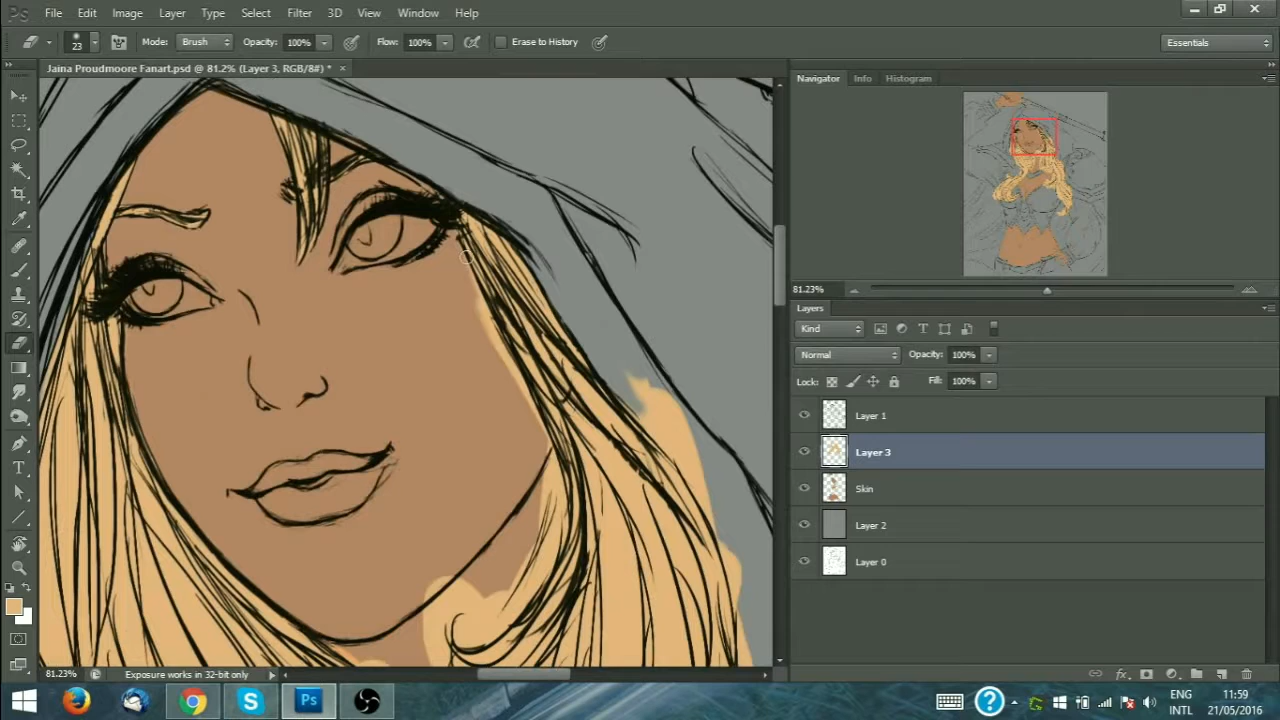 Ps File Edit Image Layer Type Select Filter 3D View Window Help
23 Mode: Brush Opacity: 100% Flow: 100% Erase to History Essentials
Jaina Proudmoore Fanart.psd @ 81.2% (Layer 3, RGB/8#) * ×
Navigator Info Histogram
81.23%
Layers
Kind
Normal Opacity: 100%
Lock: Fill: 100%
Layer 1
Layer 3
Skin
Layer 2
Layer 0
81.23% Exposure works in 32-bit only
Ps
ENG 11:59
INTL 21/05/2016